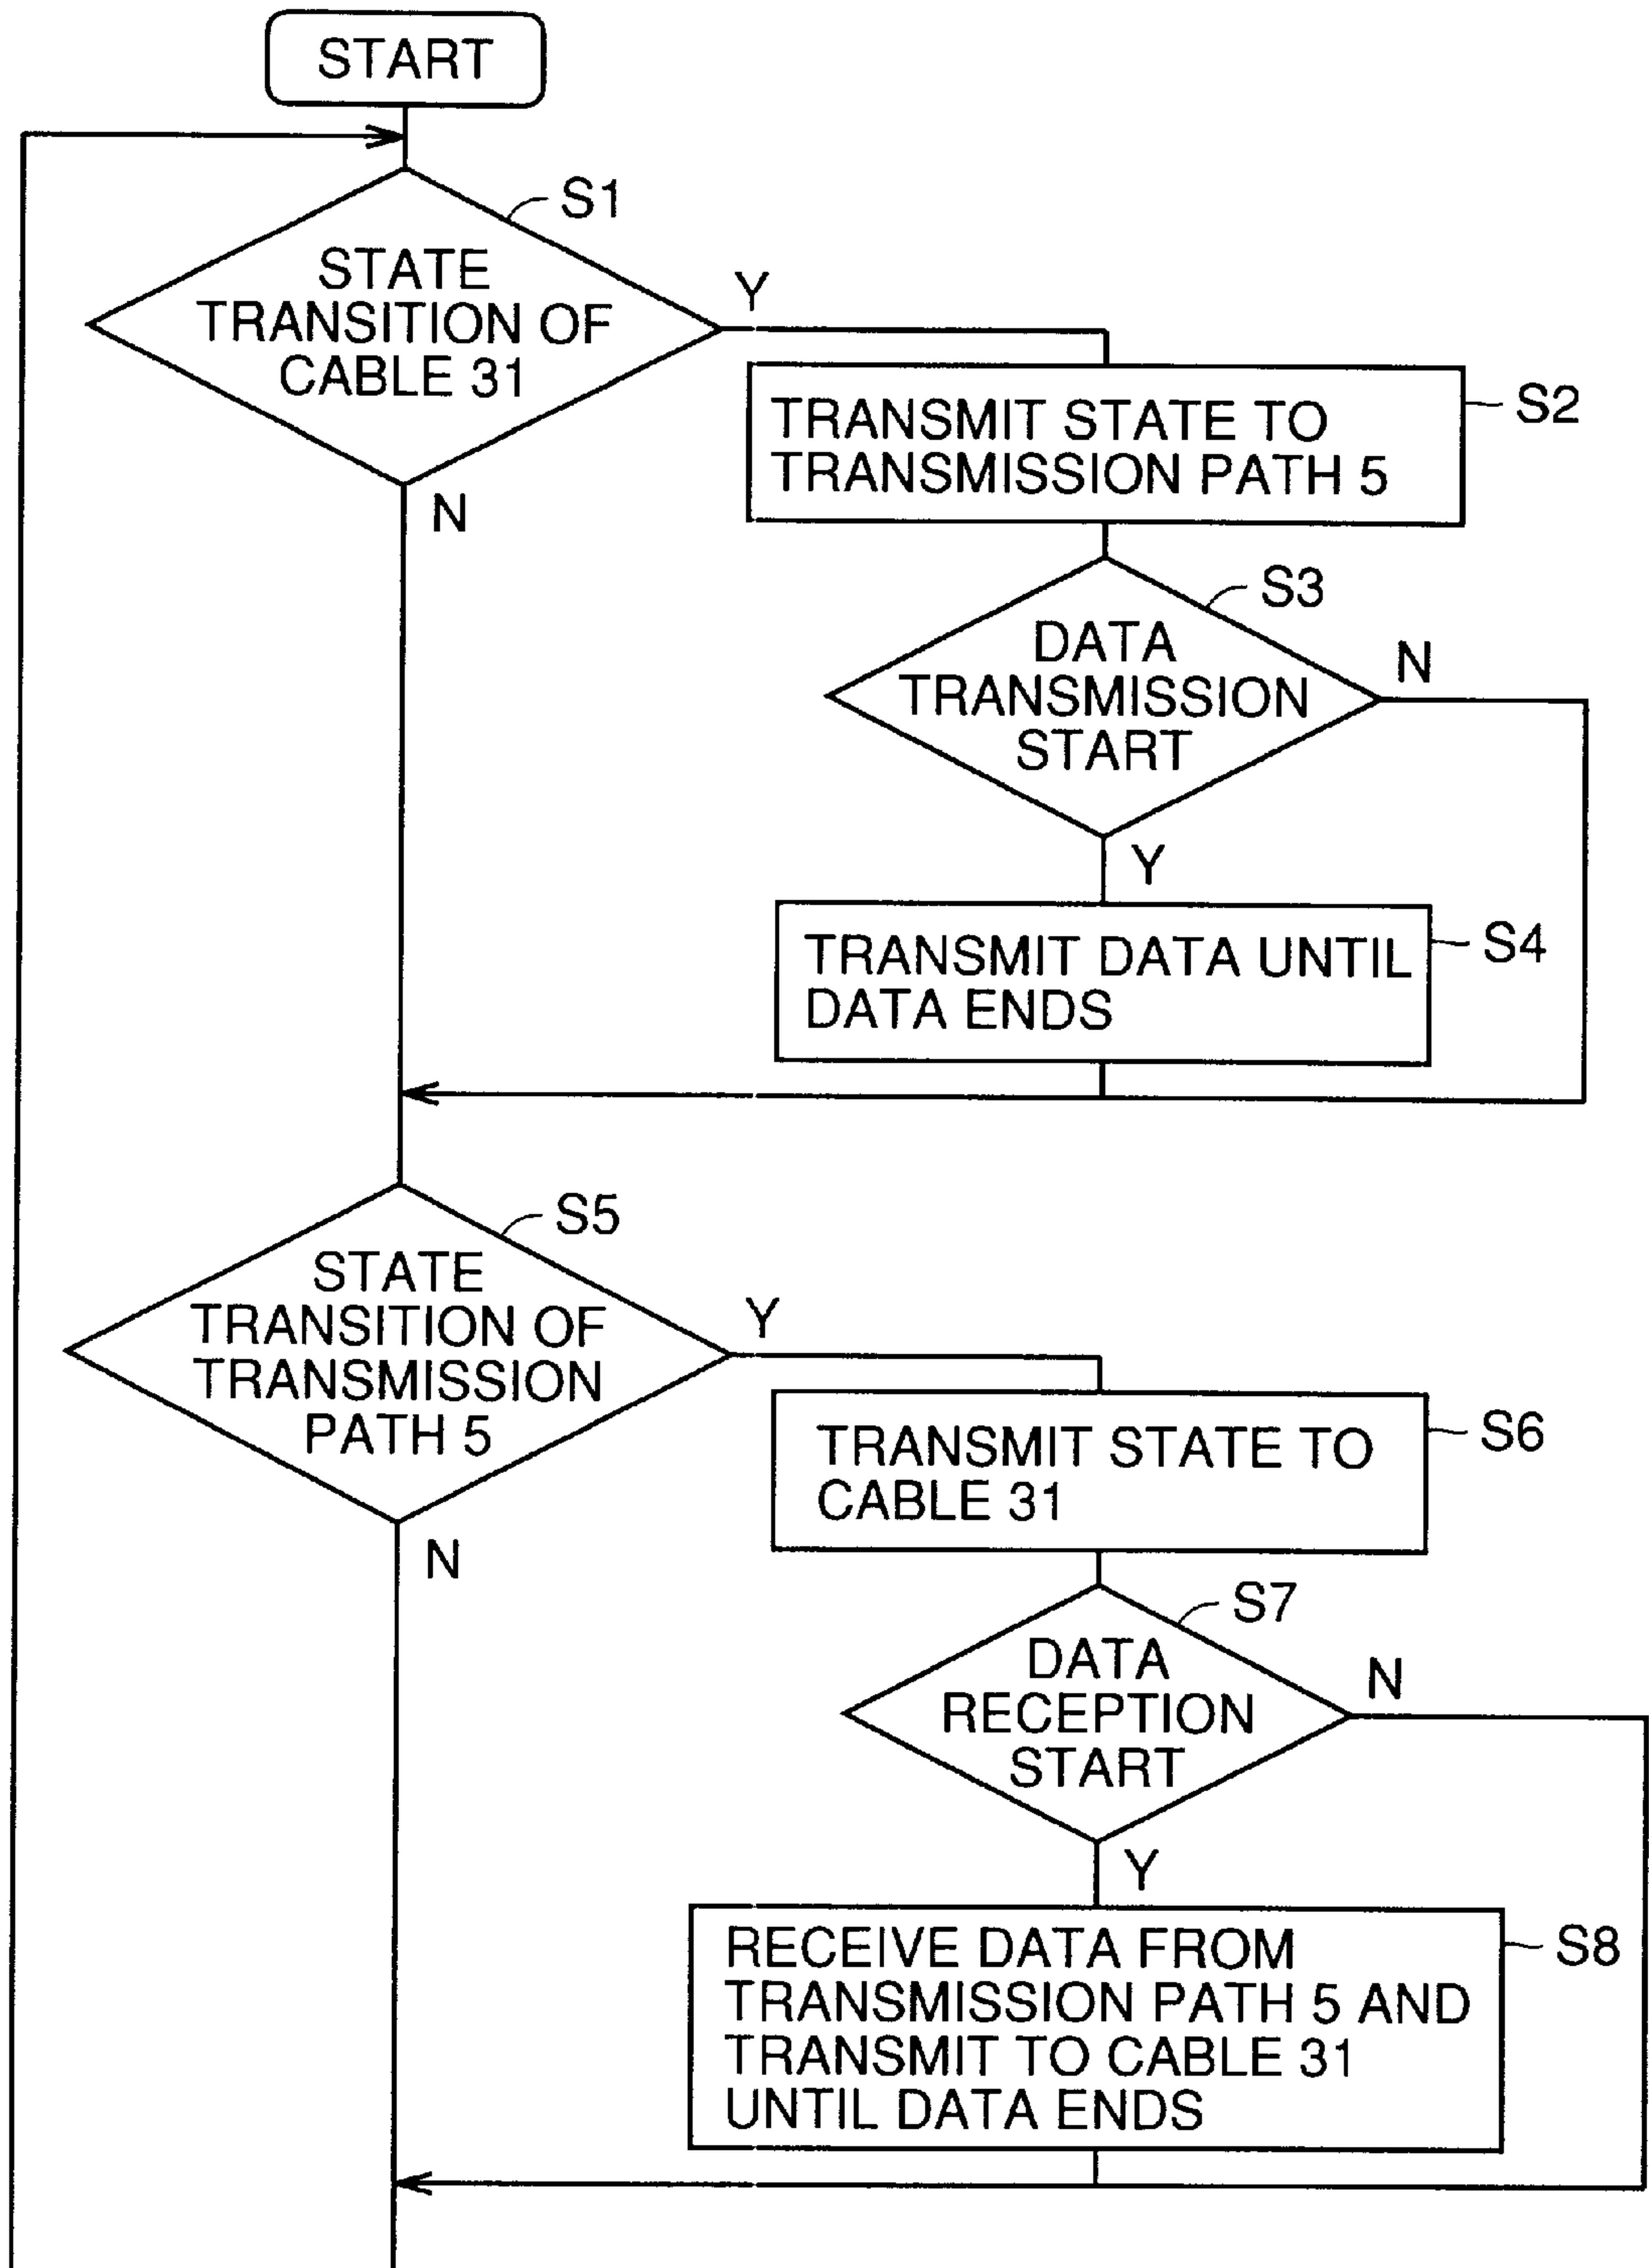 START
S1
STATE
TRANSITION OF
CABLE 31
Y
N
S2
TRANSMIT STATE TO
TRANSMISSION PATH 5
S3
DATA
TRANSMISSION
START
N
Y
S4
TRANSMIT DATA UNTIL
DATA ENDS
S5
STATE
TRANSITION OF
TRANSMISSION
PATH 5
Y
N
S6
TRANSMIT STATE TO
CABLE 31
S7
DATA
RECEPTION
START
N
Y
S8
RECEIVE DATA FROM
TRANSMISSION PATH 5 AND
TRANSMIT TO CABLE 31
UNTIL DATA ENDS